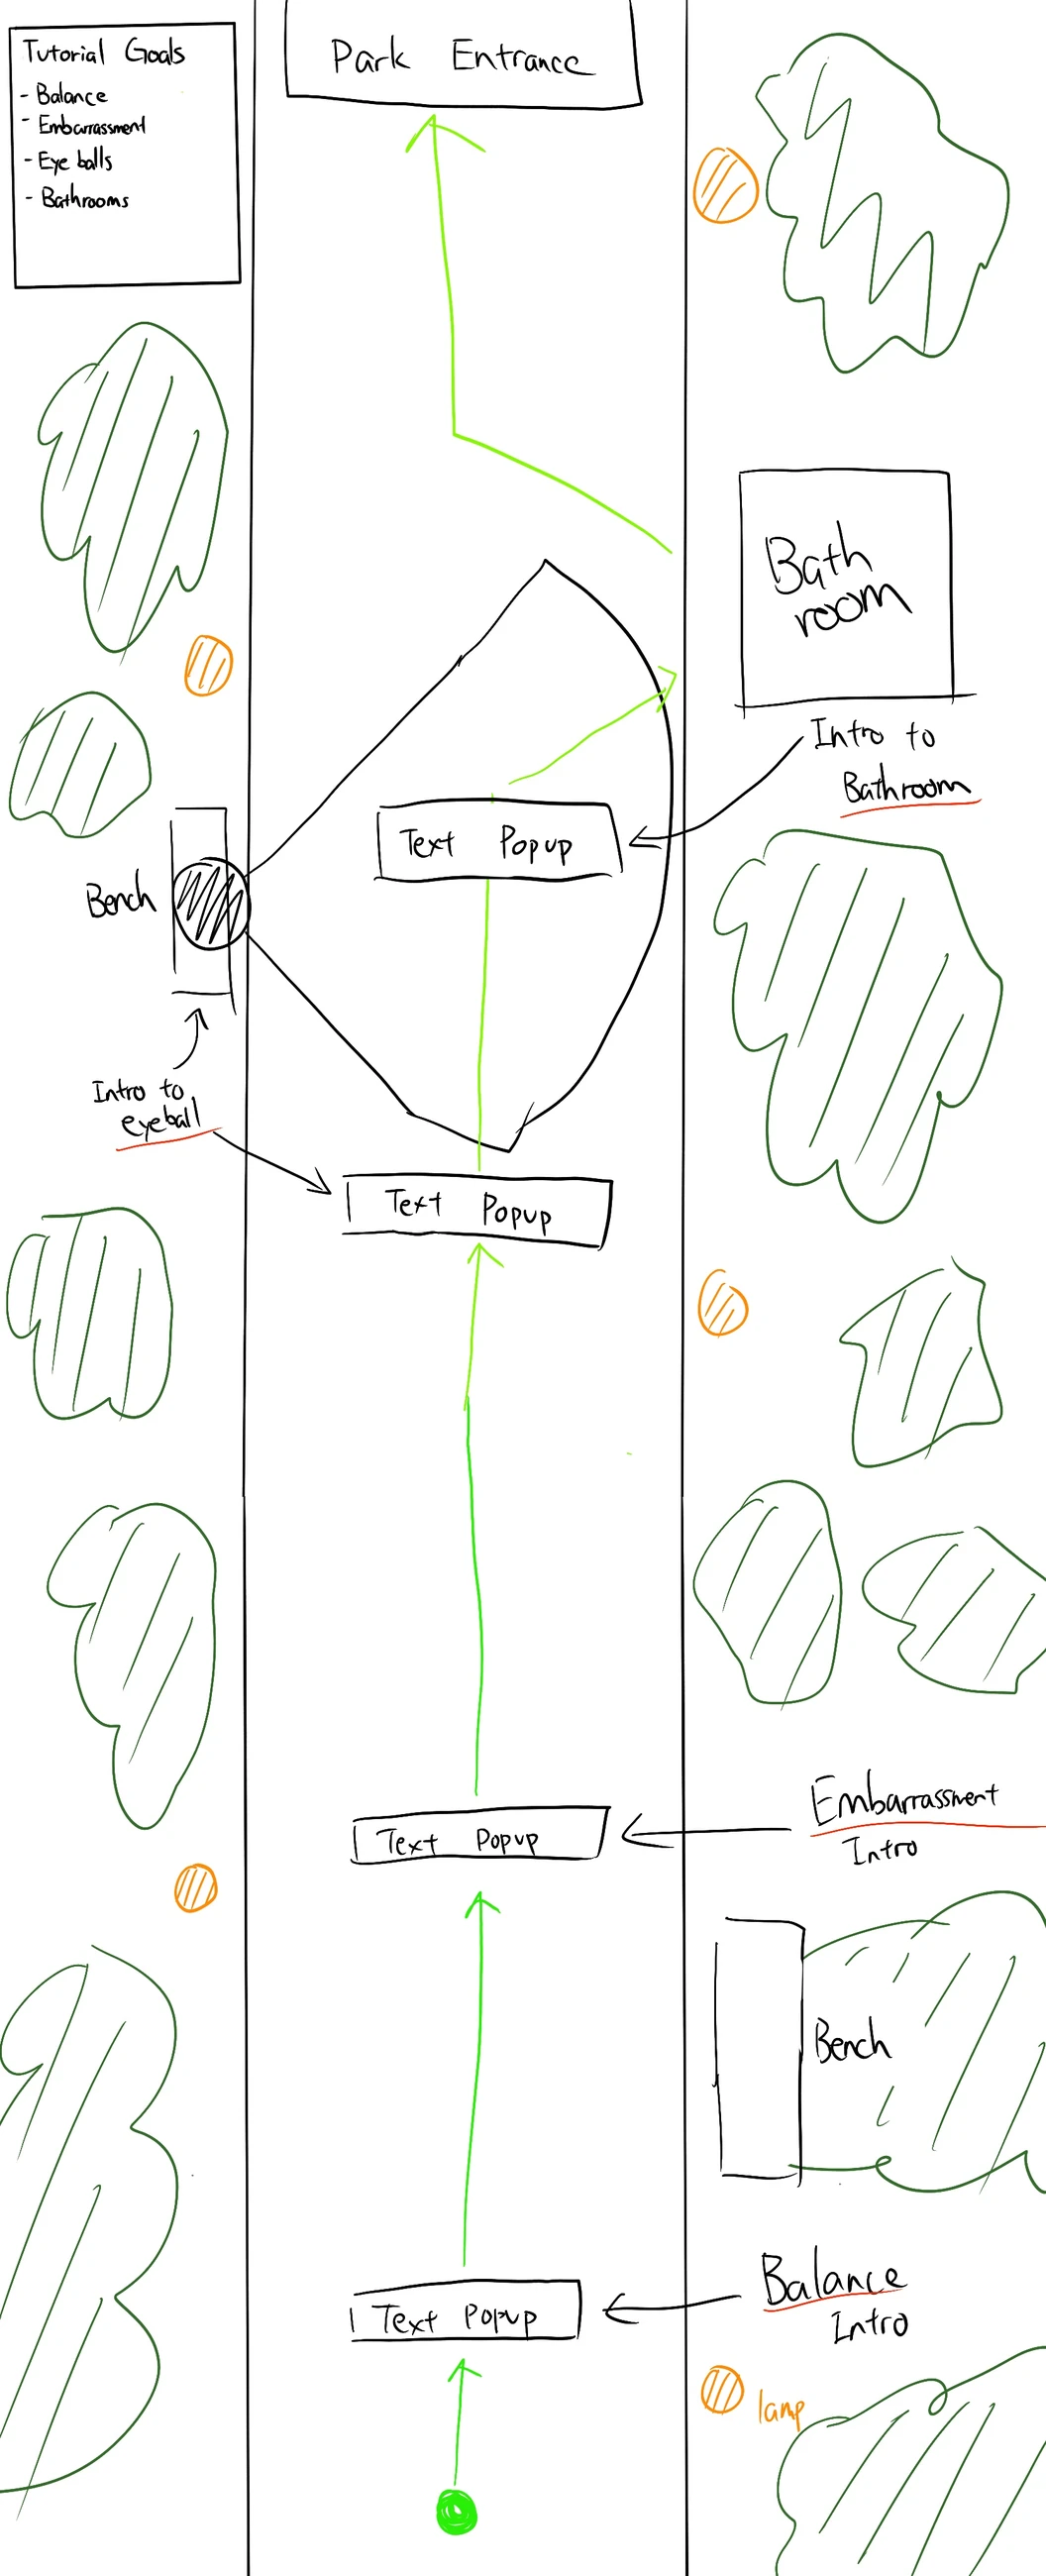 Tutorial Goals
- Balance
- Embarrassment
- Eye balls
- Bathrooms
Park Entrance
Bath
room
Intro to
Bathroom
Text Popup
Bench
Intro to
eyeball
Text Popup
Embarrassment
Intro
Text Popup
Bench
Balance
Intro
Text Popup
lamp